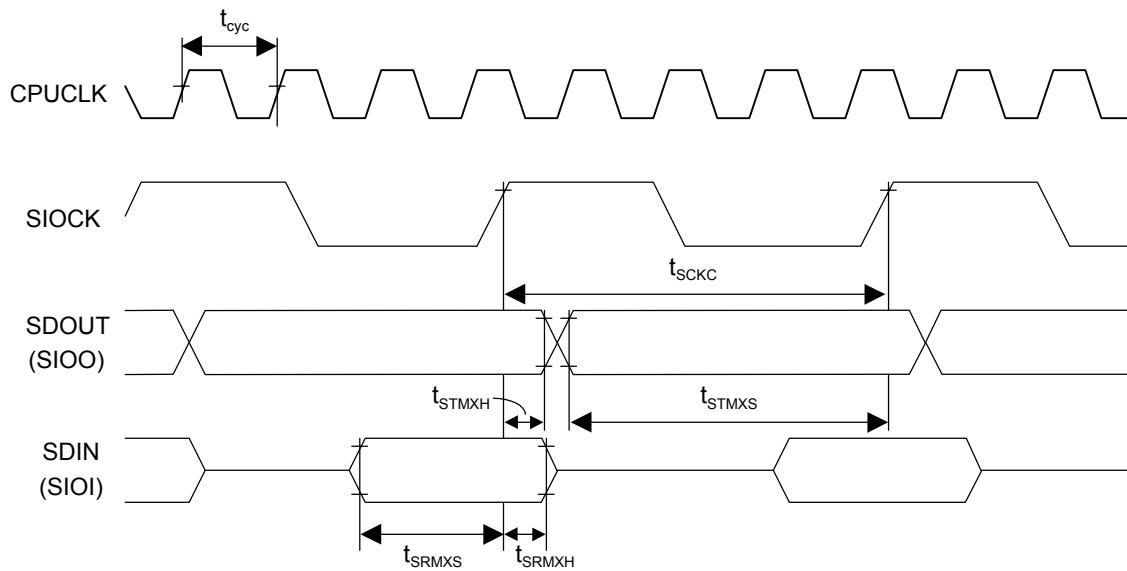 tcyc
CPUCLK
SIOCK
tSCKC
SDOUT
(SIOO)
tSTMXH
tSTMXS
SDIN
(SIOI)
tSRMXS
tSRMXH